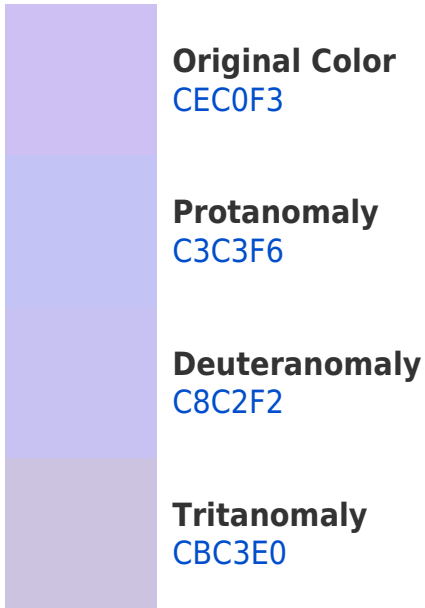 Original Color
CEC0F3
Protanomaly
C3C3F6
Deuteranomaly
C8C2F2
Tritanomaly
CBC3E0